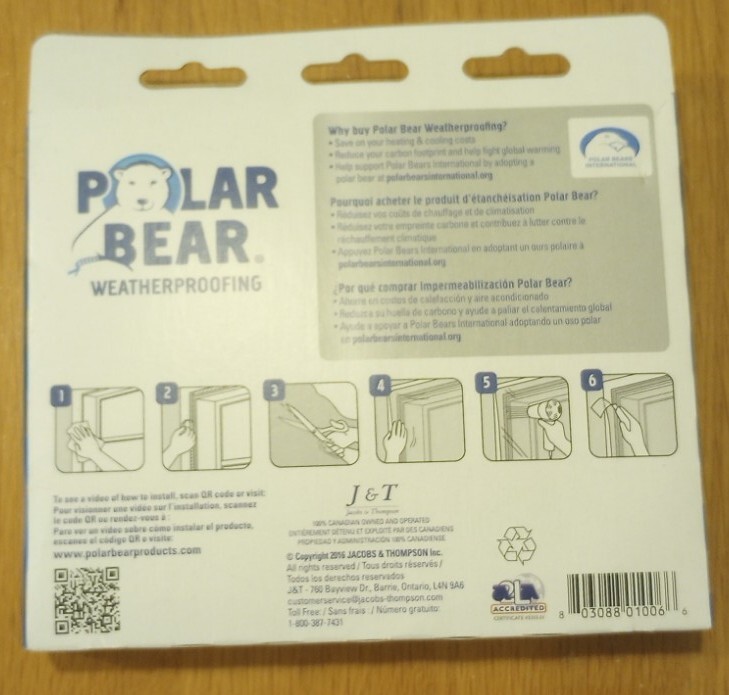 POLAR
BEAR®
WEATHERPROOFING
Why buy Polar Bear Weatherproofing?
• Save on your heating & cooling costs
• Reduce your carbon footprint and help fight global warming
• Help support Polar Bears International by adopting a
polar bear at polarbearsinternational.org
POLAR BEARS
INTERNATIONAL
Pourquoi acheter le produit d'étanchéisation Polar Bear?
• Réduisez vos coûts de chauffage et de climatisation
• Réduisez votre empreinte carbone et contribuez à lutter contre le
réchauffement climatique
• Appuyez Polar Bears International en adoptant un ours polaire à
polarbearsinternational.org
¿Por qué comprar Impermeabilización Polar Bear?
• Ahorre en costos de calefacción y aire acondicionado
• Reduzca su huella de carbono y ayude a paliar el calentamiento global
• Ayude a apoyar a Polar Bears International adoptando un oso polar
en polarbearsinternational.org
1
2
3
4
5
6
To see a video of how to install, scan QR code or visit:
Pour visionner une vidéo sur l'installation, scannez
le code QR ou rendez-vous à :
Para ver un video sobre cómo instalar el producto,
escanee el código QR o visite:
www.polarbearproducts.com
J & T
Jacobs & Thompson
100% CANADIAN OWNED AND OPERATED
ENTIÈREMENT DÉTENU ET EXPLOITÉ PAR DES CANADIENS
PROPIEDAD Y ADMINISTRACIÓN 100% CANADIENSE
© Copyright 2016 JACOBS & THOMPSON Inc.
All rights reserved / Tous droits réservés /
Todos los derechos reservados
J&T - 760 Bayview Dr., Barrie, Ontario, L4N 9A6
customerservice@jacobs-thompson.com
Toll Free / Sans frais : / Número gratuito:
1-800-387-7431
ACCREDITED
8 03088 01006 6